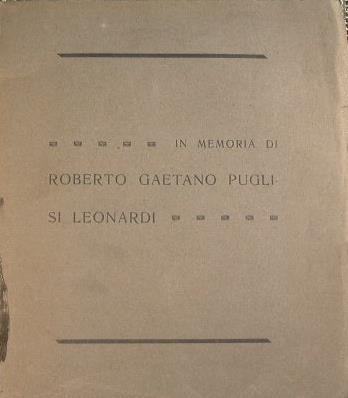 IN MEMORIA DI
ROBERTO GAETANO PUGLI-
SI LEONARDI